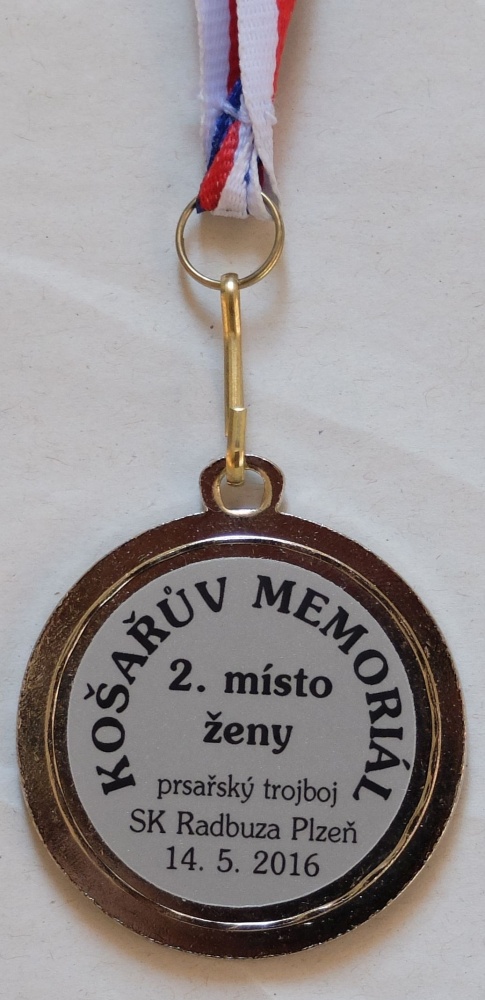 KOŠAŘŮV MEMORIÁL
2. místo
ženy
prsařský trojboj
SK Radbuza Plzeň
14. 5. 2016